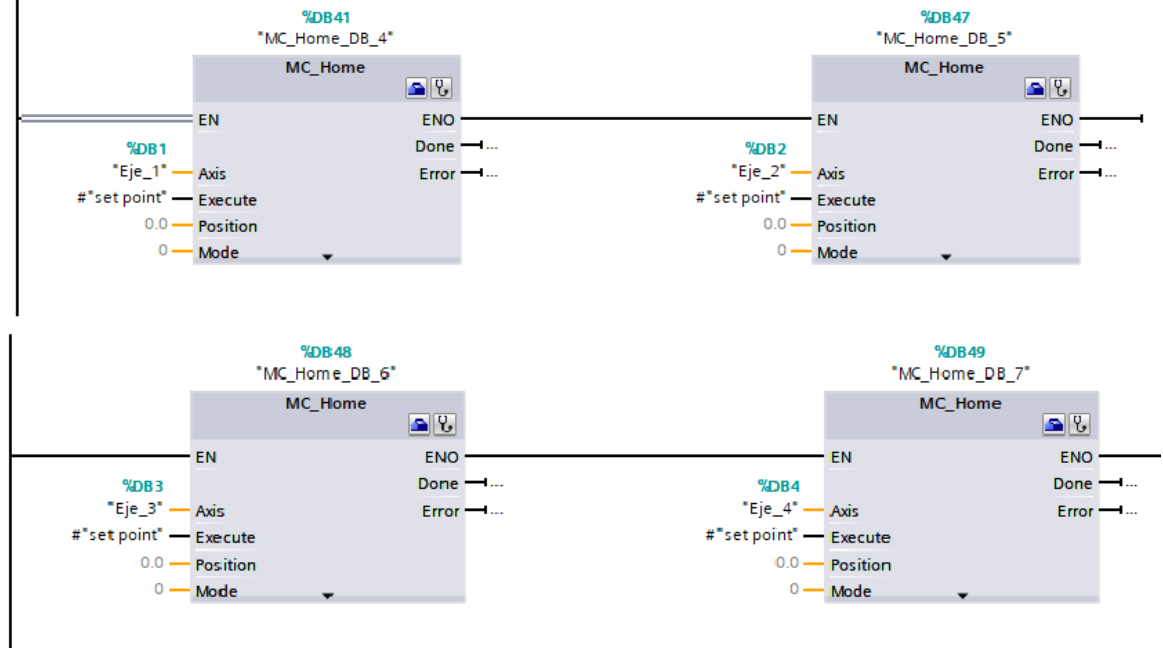 %DB41
"MC_Home_DB_4"
MC_Home
EN
ENO
%DB1
"Eje_1"
Axis
#"set point"
Execute
0.0
Position
0
Mode
Done
...
Error
...
%DB47
"MC_Home_DB_5"
MC_Home
EN
ENO
%DB2
"Eje_2"
Axis
#"set point"
Execute
0.0
Position
0
Mode
Done
...
Error
...
%DB48
"MC_Home_DB_6"
MC_Home
EN
ENO
%DB3
"Eje_3"
Axis
#"set point"
Execute
0.0
Position
0
Mode
Done
...
Error
...
%DB49
"MC_Home_DB_7"
MC_Home
EN
ENO
%DB4
"Eje_4"
Axis
#"set point"
Execute
0.0
Position
0
Mode
Done
...
Error
...